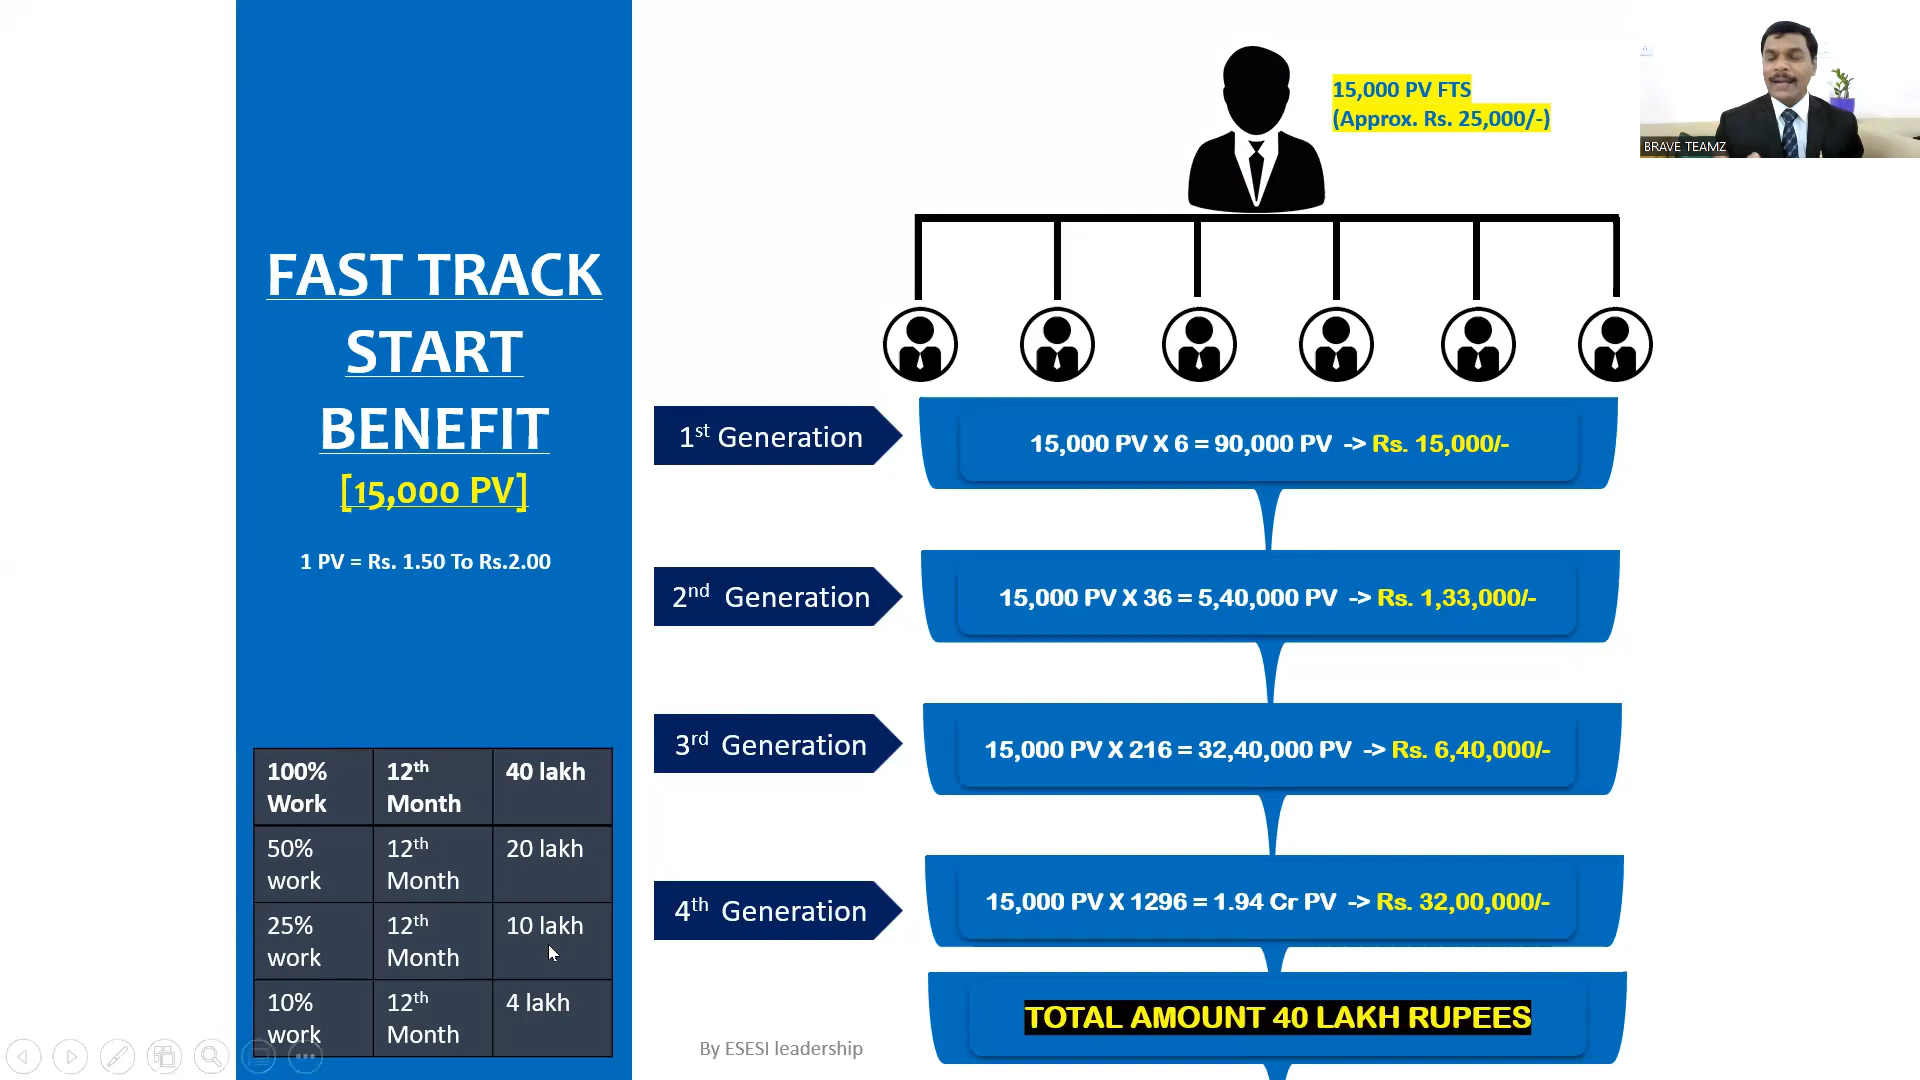 FAST TRACK
START
BENEFIT
[15,000 PV]
1 PV = Rs. 1.50 To Rs.2.00
100% Work 12th Month 40 lakh
50% work 12th Month 20 lakh
25% work 12th Month 10 lakh
10% work 12th Month 4 lakh
15,000 PV FTS
(Approx. Rs. 25,000/-)
BRAVE TEAMZ
1st Generation
15,000 PV X 6 = 90,000 PV -> Rs. 15,000/-
2nd Generation
15,000 PV X 36 = 5,40,000 PV -> Rs. 1,33,000/-
3rd Generation
15,000 PV X 216 = 32,40,000 PV -> Rs. 6,40,000/-
4th Generation
15,000 PV X 1296 = 1.94 Cr PV -> Rs. 32,00,000/-
TOTAL AMOUNT 40 LAKH RUPEES
By ESESI leadership